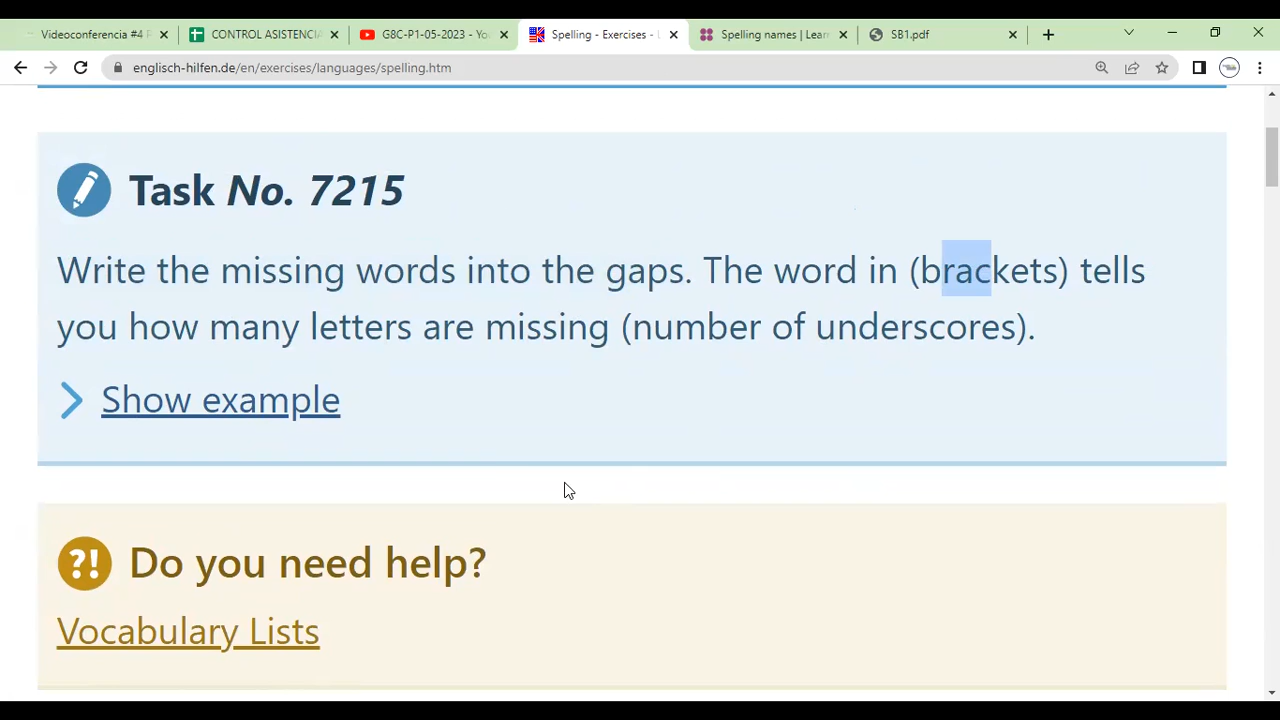 Videoconferencia #4 P
CONTROL ASISTENCIA
G8C-P1-05-2023 - You
Spelling - Exercises - L
Spelling names | Learn
SB1.pdf
englisch-hilfen.de/en/exercises/languages/spelling.htm
Task No. 7215
Write the missing words into the gaps. The word in (brackets) tells
you how many letters are missing (number of underscores).
Show example
?!
Do you need help?
Vocabulary Lists